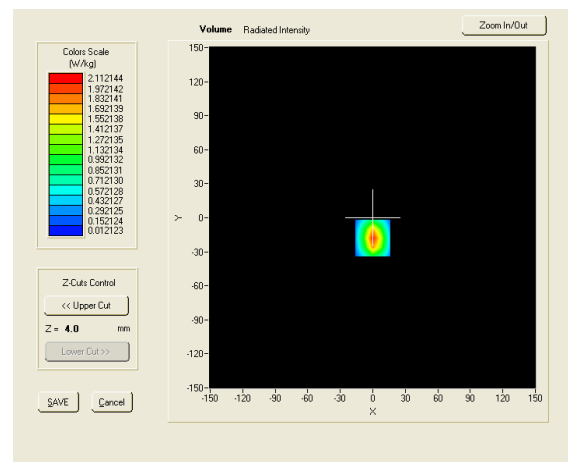 Volume Radiated Intensity
Zoom In/Out
Colors Scale
(W/kg)
2.112144
1.972142
1.832141
1.692139
1.552138
1.412137
1.272135
1.132134
0.992132
0.852131
0.712130
0.572128
0.432127
0.292125
0.152124
0.012123
Z-Cuts Control
<< Upper Cut
Z = 4.0 mm
Lower Cut >>
SAVE Cancel
150
120
90
60
30
0
-30
-60
-90
-120
-150
Y
-150 -120 -90 -60 -30 0 30 60 90 120 150
X